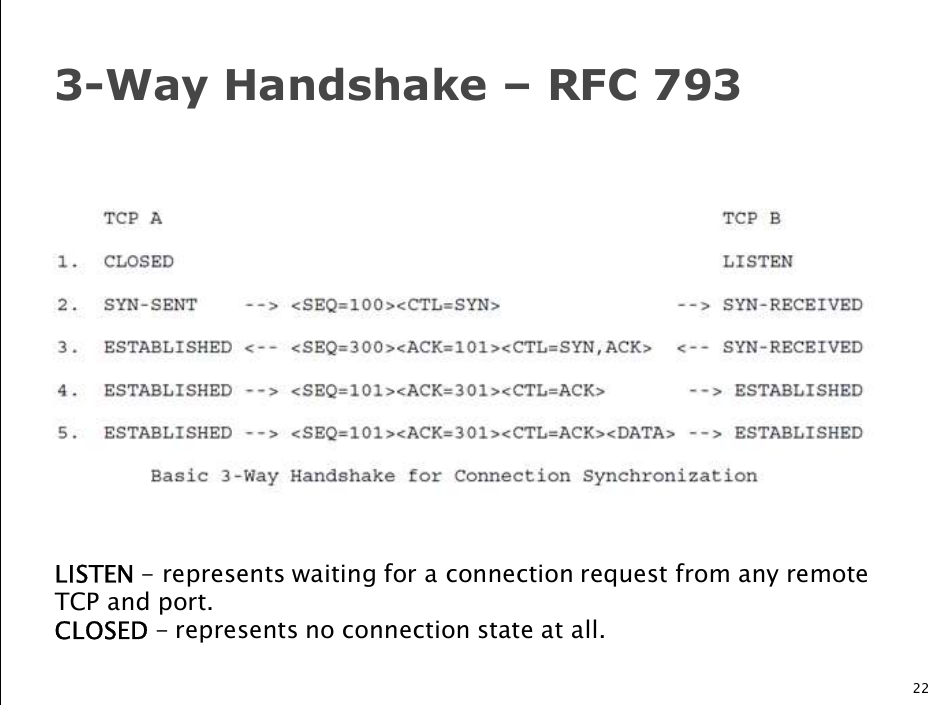 3-Way Handshake – RFC 793
TCP A TCP B
1. CLOSED LISTEN
2. SYN-SENT --> <SEQ=100><CTL=SYN> --> SYN-RECEIVED
3. ESTABLISHED <-- <SEQ=300><ACK=101><CTL=SYN,ACK> <-- SYN-RECEIVED
4. ESTABLISHED --> <SEQ=101><ACK=301><CTL=ACK> --> ESTABLISHED
5. ESTABLISHED --> <SEQ=101><ACK=301><CTL=ACK><DATA> --> ESTABLISHED
Basic 3-Way Handshake for Connection Synchronization
LISTEN – represents waiting for a connection request from any remote
TCP and port.
CLOSED – represents no connection state at all.
22